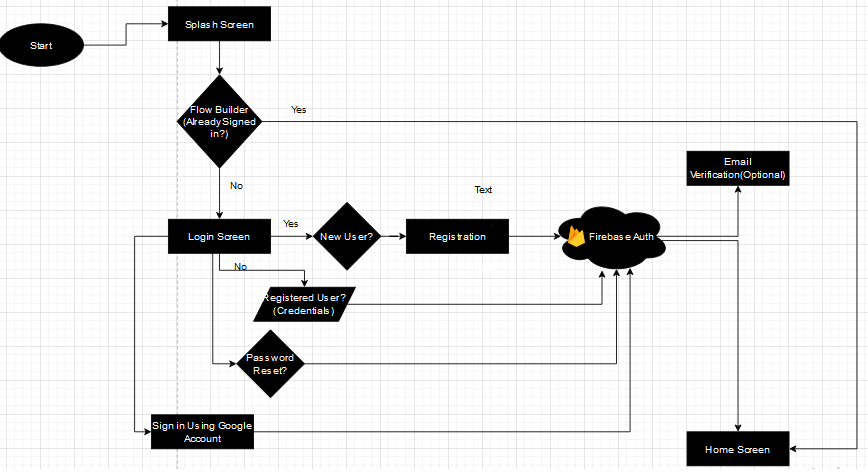 Splash Screen
Start
Flow Builder
(Already Signed
in?)
Yes
No
Email
Verification(Optional)
Text
Yes
Login Screen
New User?
Registration
Firebase Auth
No
Registered User?
(Credentials)
Password
Reset?
Sign in Using Google
Account
Home Screen